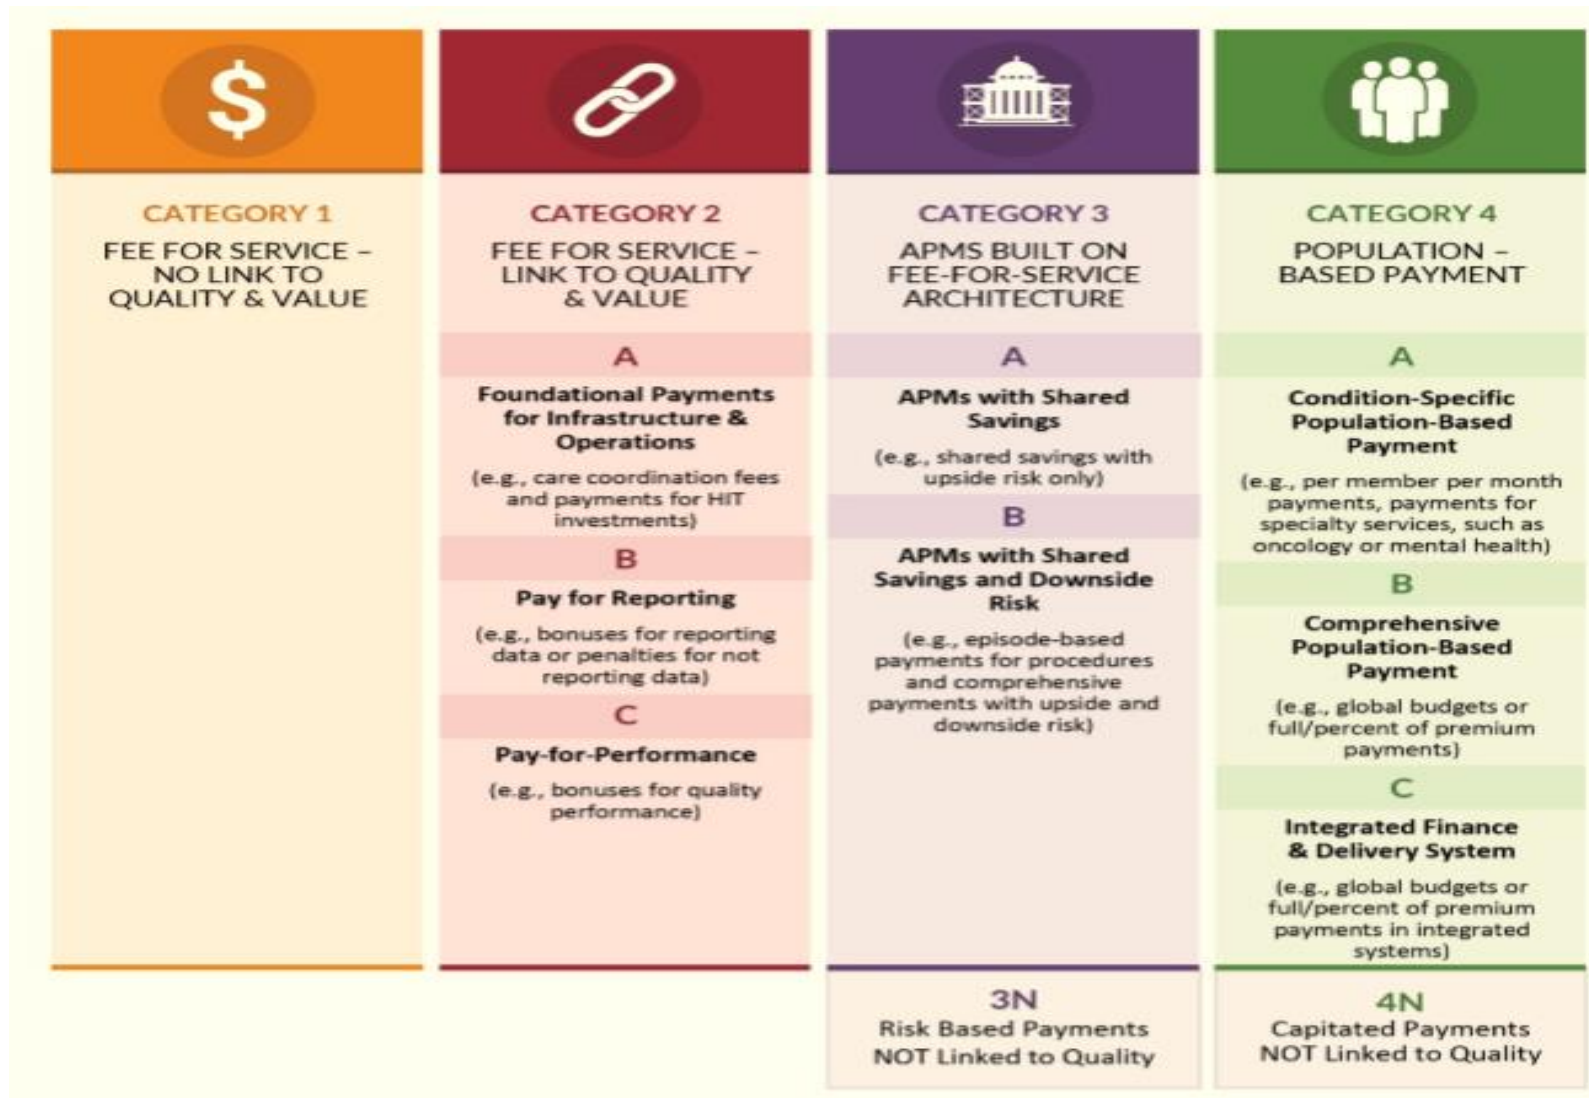 $
CATEGORY 1
FEE FOR SERVICE –
NO LINK TO
QUALITY & VALUE
CATEGORY 2
FEE FOR SERVICE –
LINK TO QUALITY
& VALUE
A
Foundational Payments
for Infrastructure &
Operations
(e.g., care coordination fees
and payments for HIT
investments)
B
Pay for Reporting
(e.g., bonuses for reporting
data or penalties for not
reporting data)
C
Pay-for-Performance
(e.g., bonuses for quality
performance)
CATEGORY 3
APMS BUILT ON
FEE-FOR-SERVICE
ARCHITECTURE
A
APMs with Shared
Savings
(e.g., shared savings with
upside risk only)
B
APMs with Shared
Savings and Downside
Risk
(e.g., episode-based
payments for procedures
and comprehensive
payments with upside and
downside risk)
3N
Risk Based Payments
NOT Linked to Quality
CATEGORY 4
POPULATION –
BASED PAYMENT
A
Condition-Specific
Population-Based
Payment
(e.g., per member per month
payments, payments for
specialty services, such as
oncology or mental health)
B
Comprehensive
Population-Based
Payment
(e.g., global budgets or
full/percent of premium
payments)
C
Integrated Finance
& Delivery System
(e.g., global budgets or
full/percent of premium
payments in integrated
systems)
4N
Capitated Payments
NOT Linked to Quality